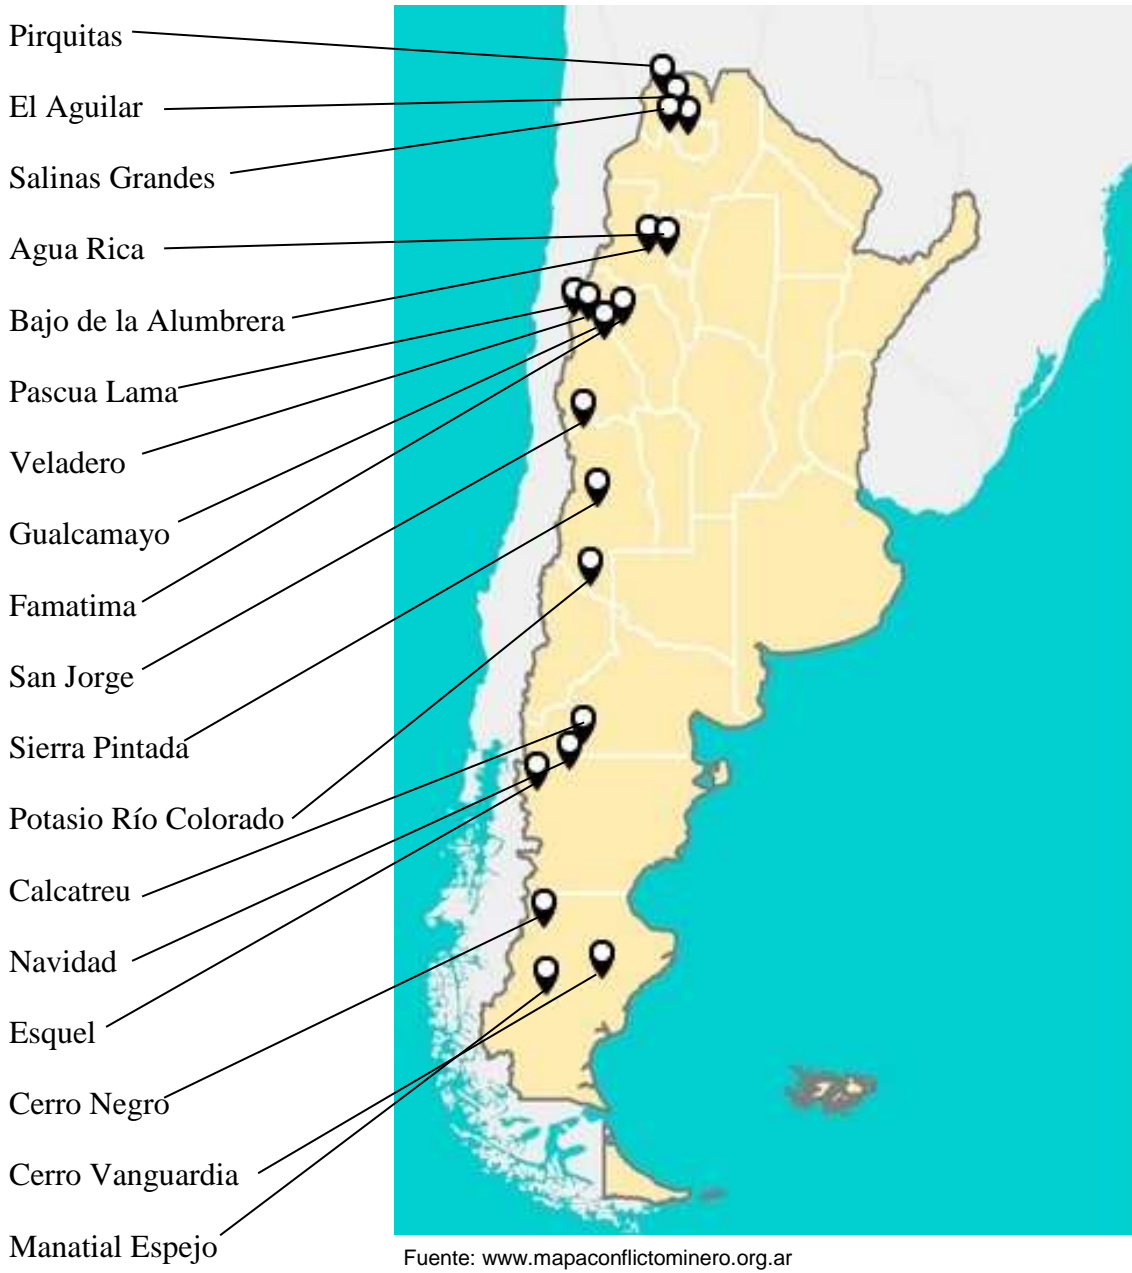 Pirquitas
El Aguilar
Salinas Grandes
Agua Rica
Bajo de la Alumbrera
Pascua Lama
Veladero
Gualcamayo
Famatima
San Jorge
Sierra Pintada
Potasio Río Colorado
Calcatreu
Navidad
Esquel
Cerro Negro
Cerro Vanguardia
Manatial Espejo
Fuente: www.mapaconflictominero.org.ar